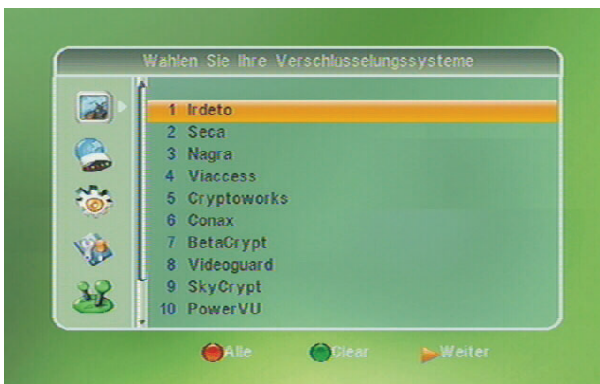 Wahlen Sie Ihre Verschlusselungssysteme
1 Irdeto
2 Seca
3 Nagra
4 Viaccess
5 Cryptoworks
6 Conax
7 BetaCrypt
8 Videoguard
9 SkyCrypt
10 PowerVU
Alle Clear Weiter